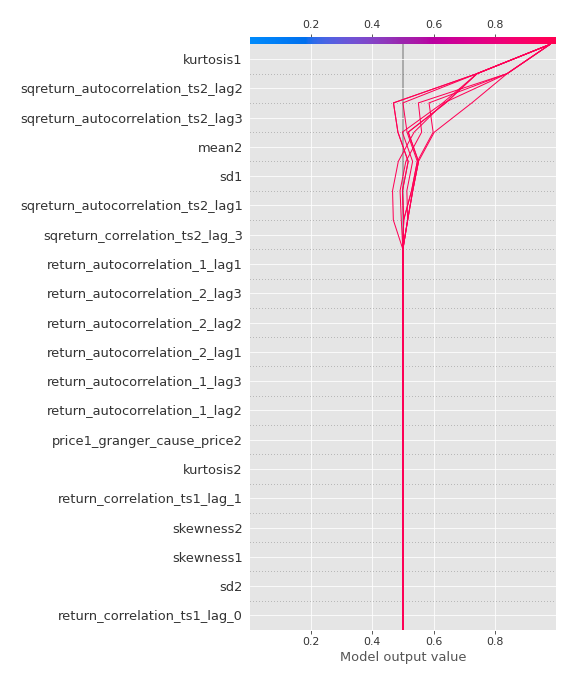 0.2 0.4 0.6 0.8
kurtosis1
sqreturn_autocorrelation_ts2_lag2
sqreturn_autocorrelation_ts2_lag3
mean2
sd1
sqreturn_autocorrelation_ts2_lag1
sqreturn_correlation_ts2_lag_3
return_autocorrelation_1_lag1
return_autocorrelation_2_lag3
return_autocorrelation_2_lag2
return_autocorrelation_2_lag1
return_autocorrelation_1_lag3
return_autocorrelation_1_lag2
price1_granger_cause_price2
kurtosis2
return_correlation_ts1_lag_1
skewness2
skewness1
sd2
return_correlation_ts1_lag_0
0.2 0.4 0.6 0.8
Model output value